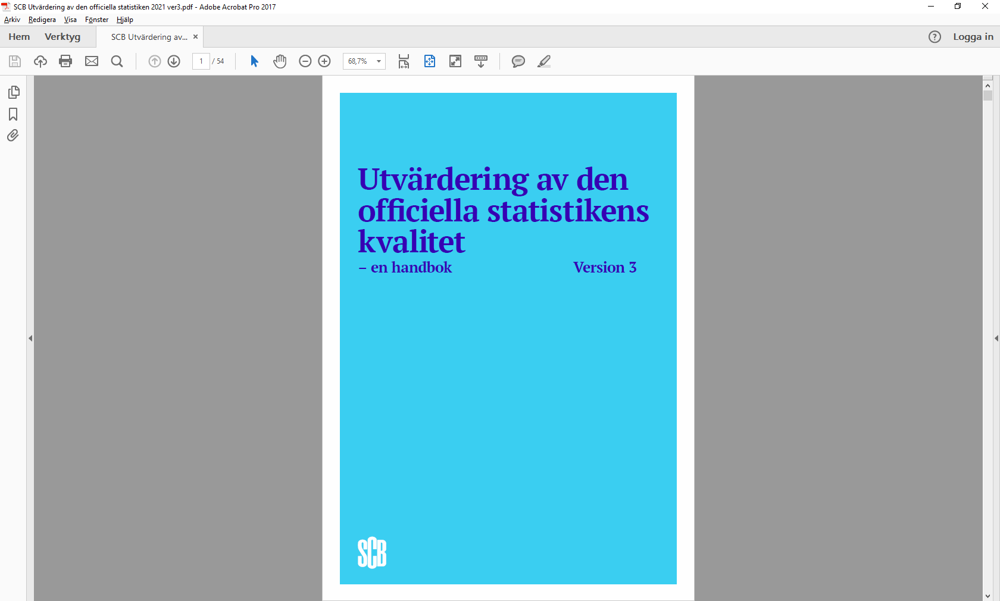 SCB Utvärdering av den officiella statistiken 2021 ver3.pdf - Adobe Acrobat Pro 2017
Arkiv Redigera Visa Fönster Hjälp
Hem Verktyg SCB Utvärdering av... × ? Logga in
1 / 54 68,7%
Utvärdering av den
officiella statistikens
kvalitet
– en handbok Version 3
SCB